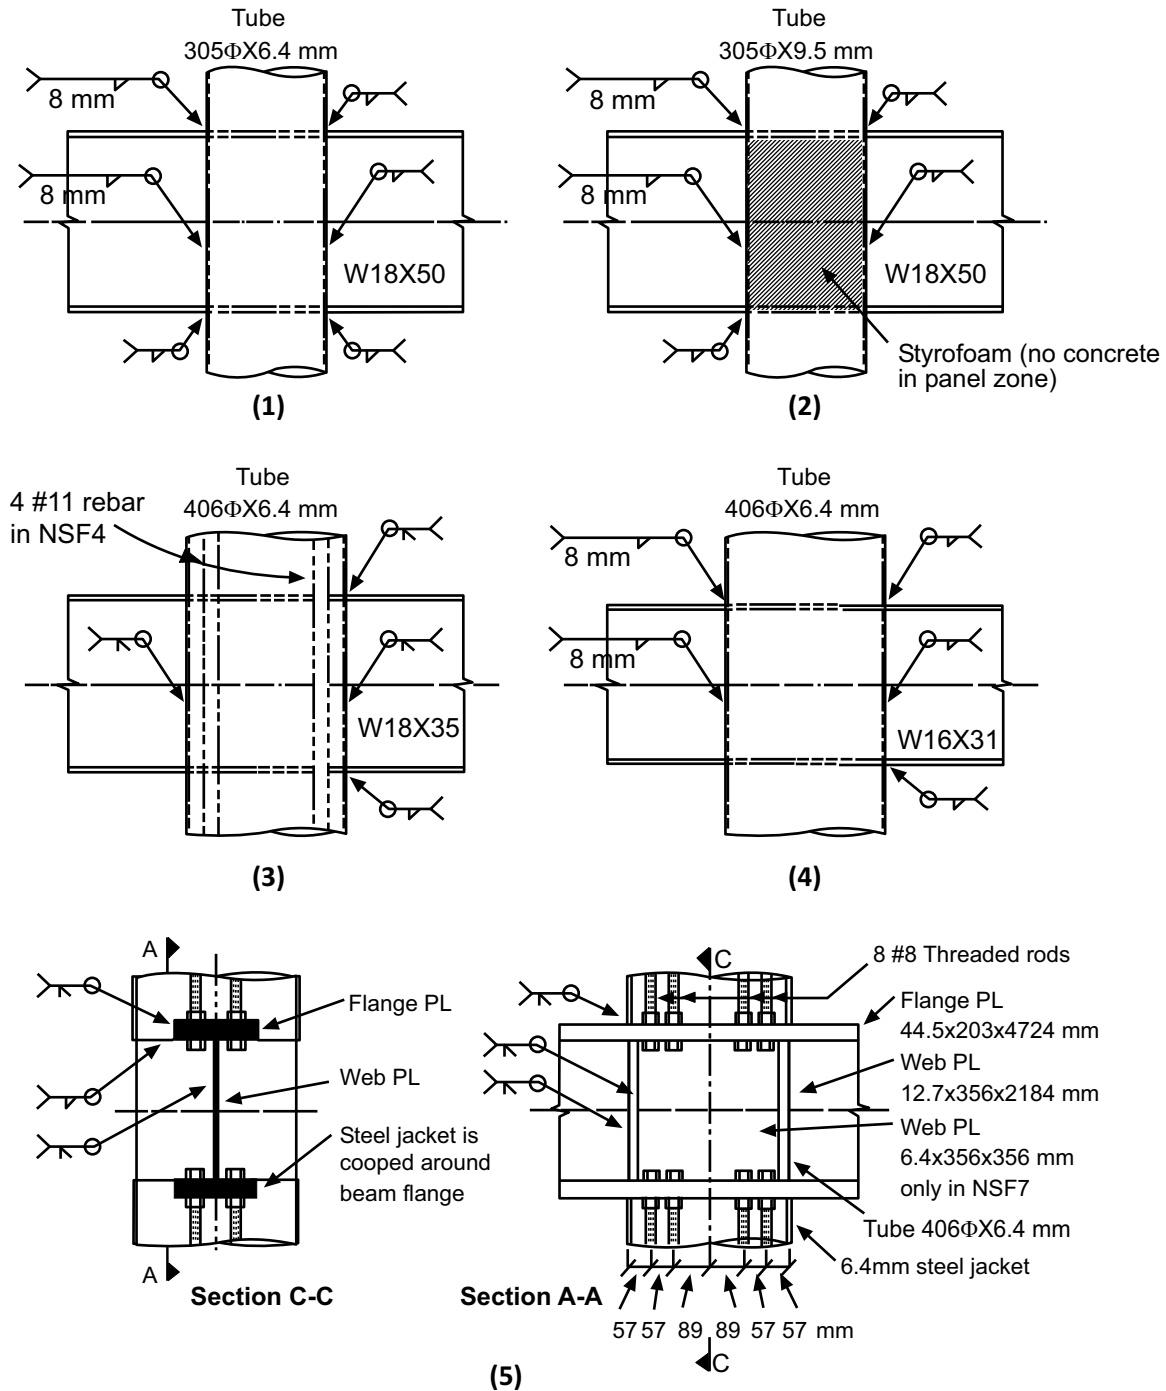 Tube
305ΦX6.4 mm
8 mm
8 mm
W18X50
(1)
Tube
305ΦX9.5 mm
8 mm
8 mm
W18X50
Styrofoam (no concrete
in panel zone)
(2)
4 #11 rebar
in NSF4
Tube
406ΦX6.4 mm
W18X35
(3)
Tube
406ΦX6.4 mm
8 mm
8 mm
W16X31
(4)
A
Flange PL
Web PL
Steel jacket is
cooped around
beam flange
A
Section C-C
C
8 #8 Threaded rods
Flange PL
44.5x203x4724 mm
Web PL
12.7x356x2184 mm
Web PL
6.4x356x356 mm
only in NSF7
Tube 406ΦX6.4 mm
6.4mm steel jacket
Section A-A
57 57 89 89 57 57 mm
C
(5)